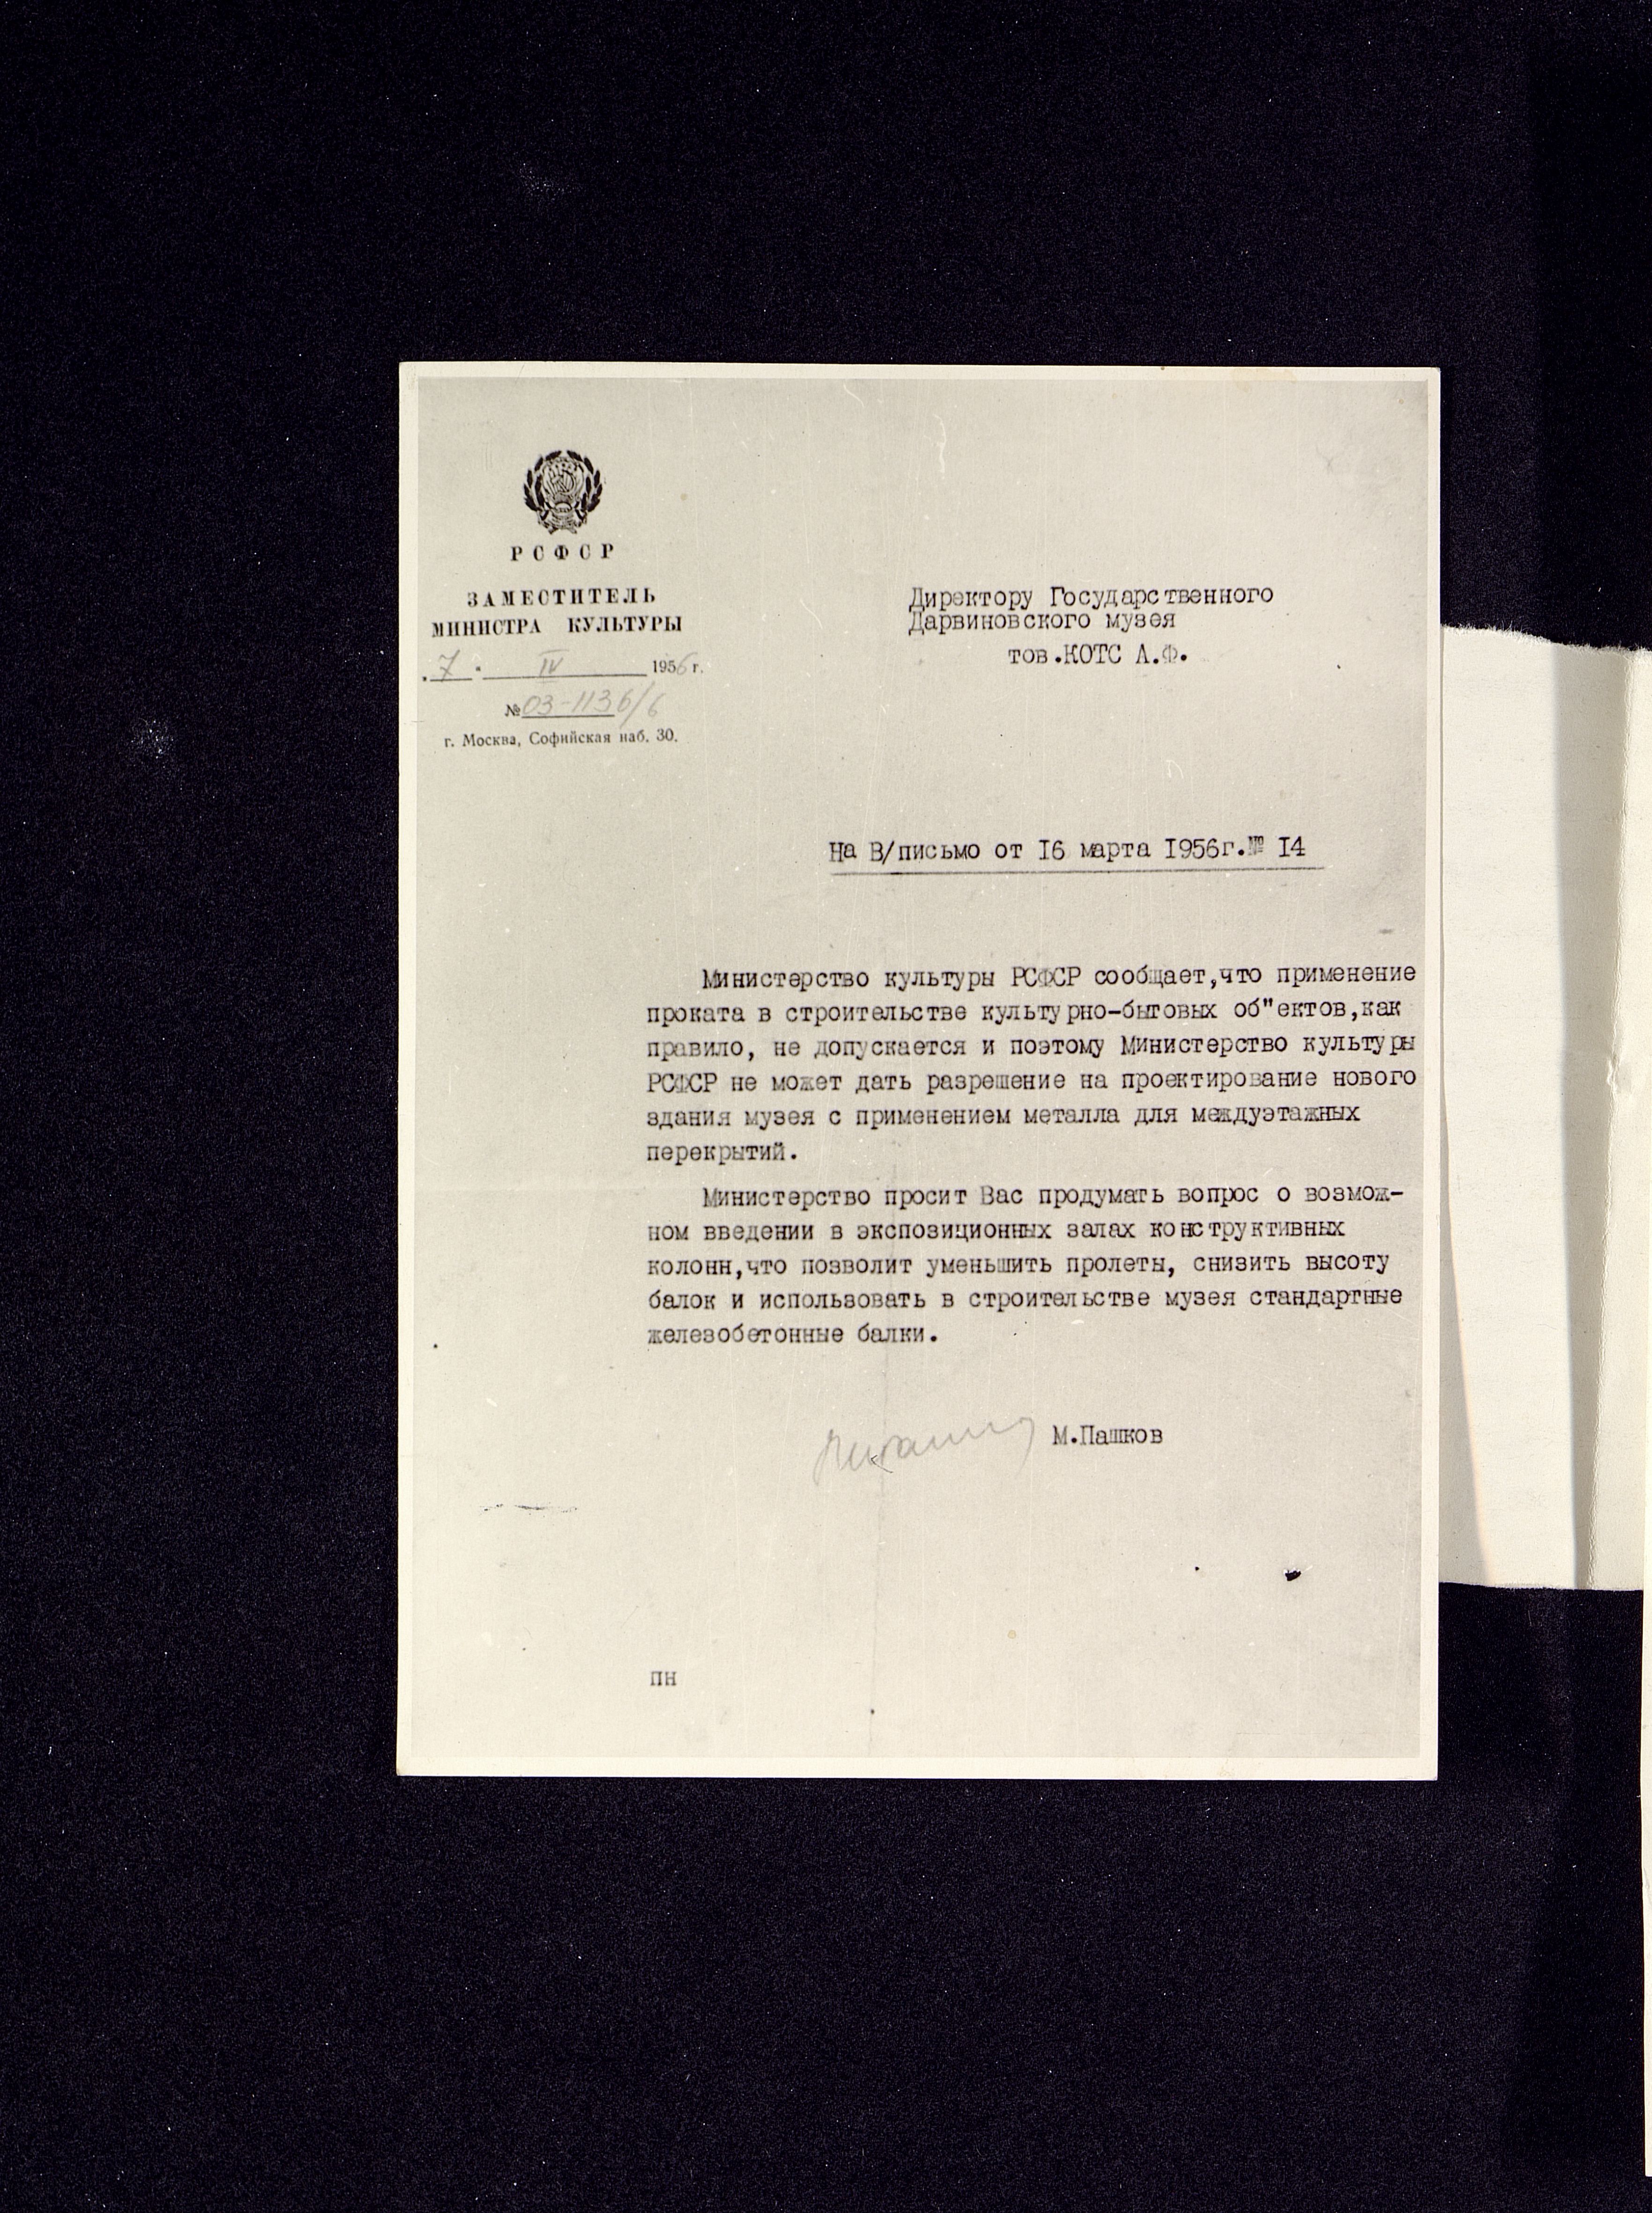 РСФСР
ЗАМЕСТИТЕЛЬ
МИНИСТРА КУЛЬТУРЫ
„7" IV 1956 г.
№ 03-1136/6
г. Москва, Софийская наб. 30.
Директору Государственного
Дарвиновского музея
тов.КОТС А.Ф.
На В/письмо от 16 марта 1956г.№ 14
Министерство культуры РСФСР сообщает,что применение
проката в строительстве культурно-бытовых об"ектов,как
правило, не допускается и поэтому Министерство культуры
РСФСР не может дать разрешение на проектирование нового
здания музея с применением металла для междуэтажных
перекрытий.
Министерство просит Вас продумать вопрос о возмож-
ном введении в экспозиционных залах конструктивных
колонн,что позволит уменьшить пролеты, снизить высоту
балок и использовать в строительстве музея стандартные
железобетонные балки.
М.Пашков
пн